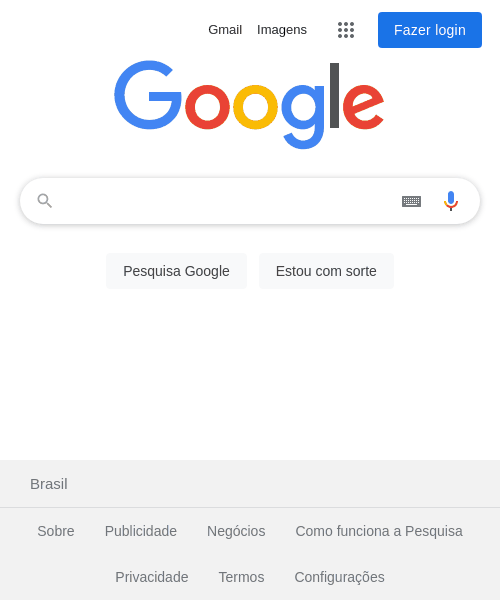 Gmail Imagens Fazer login
Google
Pesquisa Google Estou com sorte
Brasil
Sobre Publicidade Negócios Como funciona a Pesquisa
Privacidade Termos Configurações